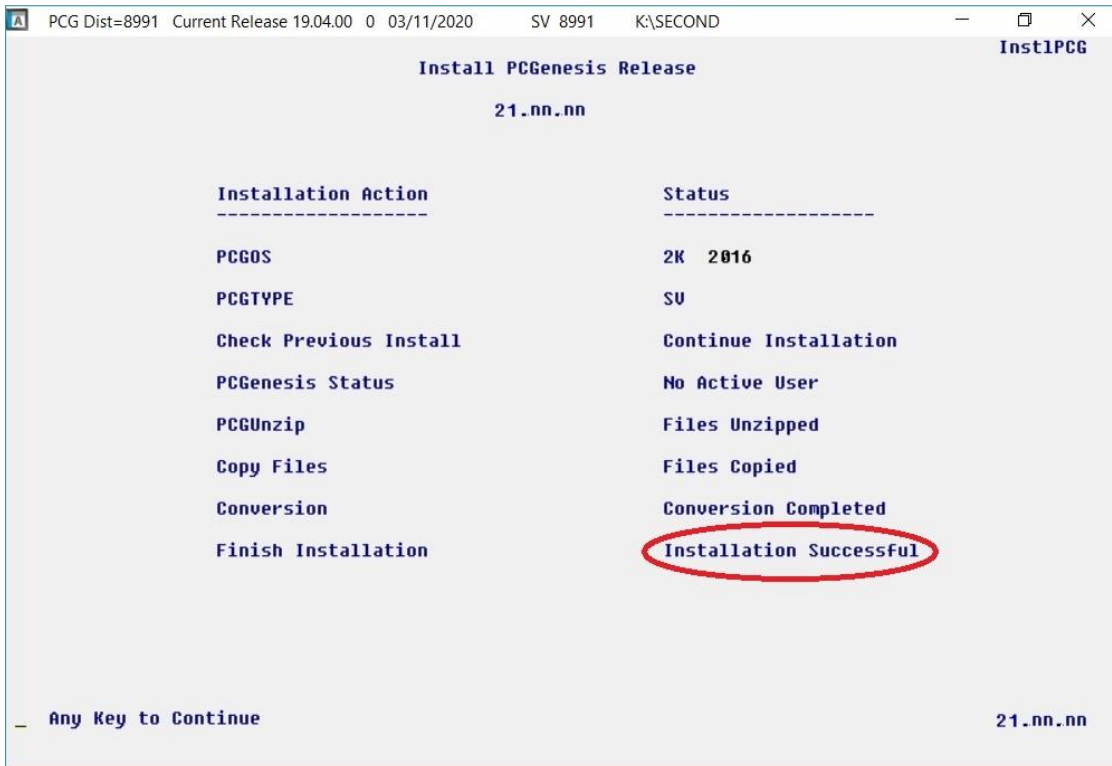 PCG Dist=8991 Current Release 19.04.00 0 03/11/2020 SV 8991 K:\SECOND
InstlPCG
Install PCGenesis Release
21.nn.nn
Installation Action Status
------------------- -------------------
PCGOS 2K 2016
PCGTYPE SV
Check Previous Install Continue Installation
PCGenesis Status No Active User
PCGUnzip Files Unzipped
Copy Files Files Copied
Conversion Conversion Completed
Finish Installation Installation Successful
_ Any Key to Continue 21.nn.nn